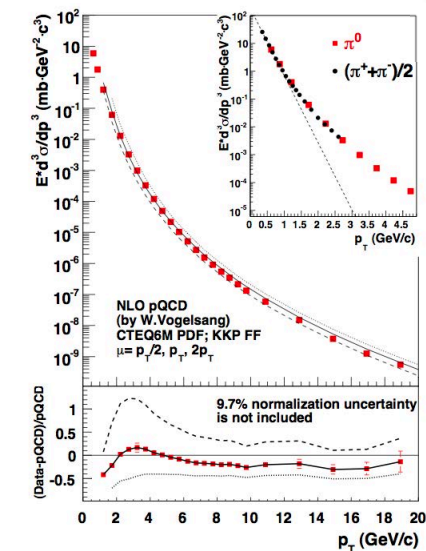 E*d³σ/dp³ (mb·GeV⁻²·c³)
10²
10
1
10⁻¹
10⁻²
10⁻³
10⁻⁴
10⁻⁵
10⁻⁶
10⁻⁷
10⁻⁸
10⁻⁹
NLO pQCD
(by W.Vogelsang)
CTEQ6M PDF; KKP FF
μ= p_T/2, p_T, 2p_T
E*d³σ/dp³ (mb·GeV⁻²·c³)
10²
10
1
10⁻¹
10⁻²
10⁻³
10⁻⁴
10⁻⁵
π⁰
(π⁺+π⁻)/2
0 0.5 1 1.5 2 2.5 3 3.5 4 4.5
p_T (GeV/c)
(Data-pQCD)/pQCD
1
0.5
0
-0.5
9.7% normalization uncertainty
is not included
0 2 4 6 8 10 12 14 16 18 20
p_T (GeV/c)